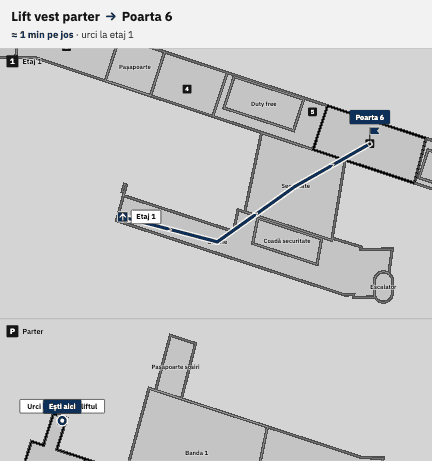 Lift vest parter → Poarta 6
≈ 1 min pe jos · urci la etaj 1
1 Etaj 1
Pașapoarte
4
Duty free
5
Poarta 6
Etaj 1
Coadă securitate
Escalator
P Parter
Pașapoarte sosiri
Urci
Ești aici
liftul
Banda 1